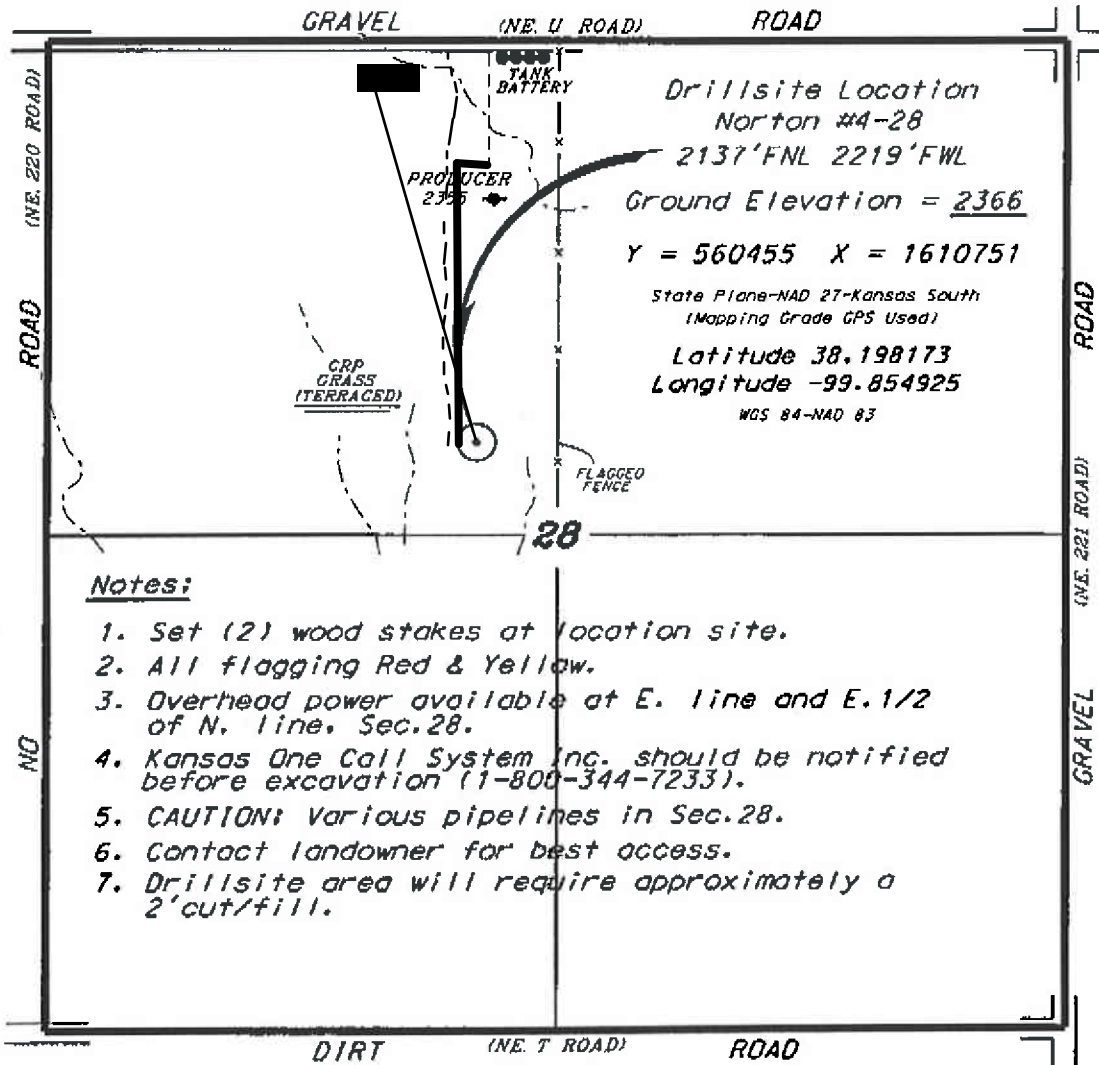 GRAVEL (NE. U ROAD) ROAD
(NE. 220 ROAD)
ROAD
NO
TANK
BATTERY
Drillsite Location
Norton #4-28
2137'FNL 2219'FWL
PRODUCER
Ground Elevation = 2366
Y = 560455 X = 1610751
State Plane-NAD 27-Kansas South
(Mapping Grade GPS Used)
Latitude 38.198173
Longitude -99.854925
WGS 84-NAD 83
CRP
GRASS
(TERRACED)
FLAGGED
FENCE
28
ROAD
(NE. 221 ROAD)
GRAVEL
Notes:
1. Set (2) wood stakes at location site.
2. All flagging Red & Yellow.
3. Overhead power available at E. line and E.1/2
of N. line, Sec.28.
4. Kansas One Call System Inc. should be notified
before excavation (1-800-344-7233).
5. CAUTION: Various pipelines in Sec.28.
6. Contact landowner for best access.
7. Drillsite area will require approximately a
2'cut/fill.
DIRT (NE. T ROAD) ROAD